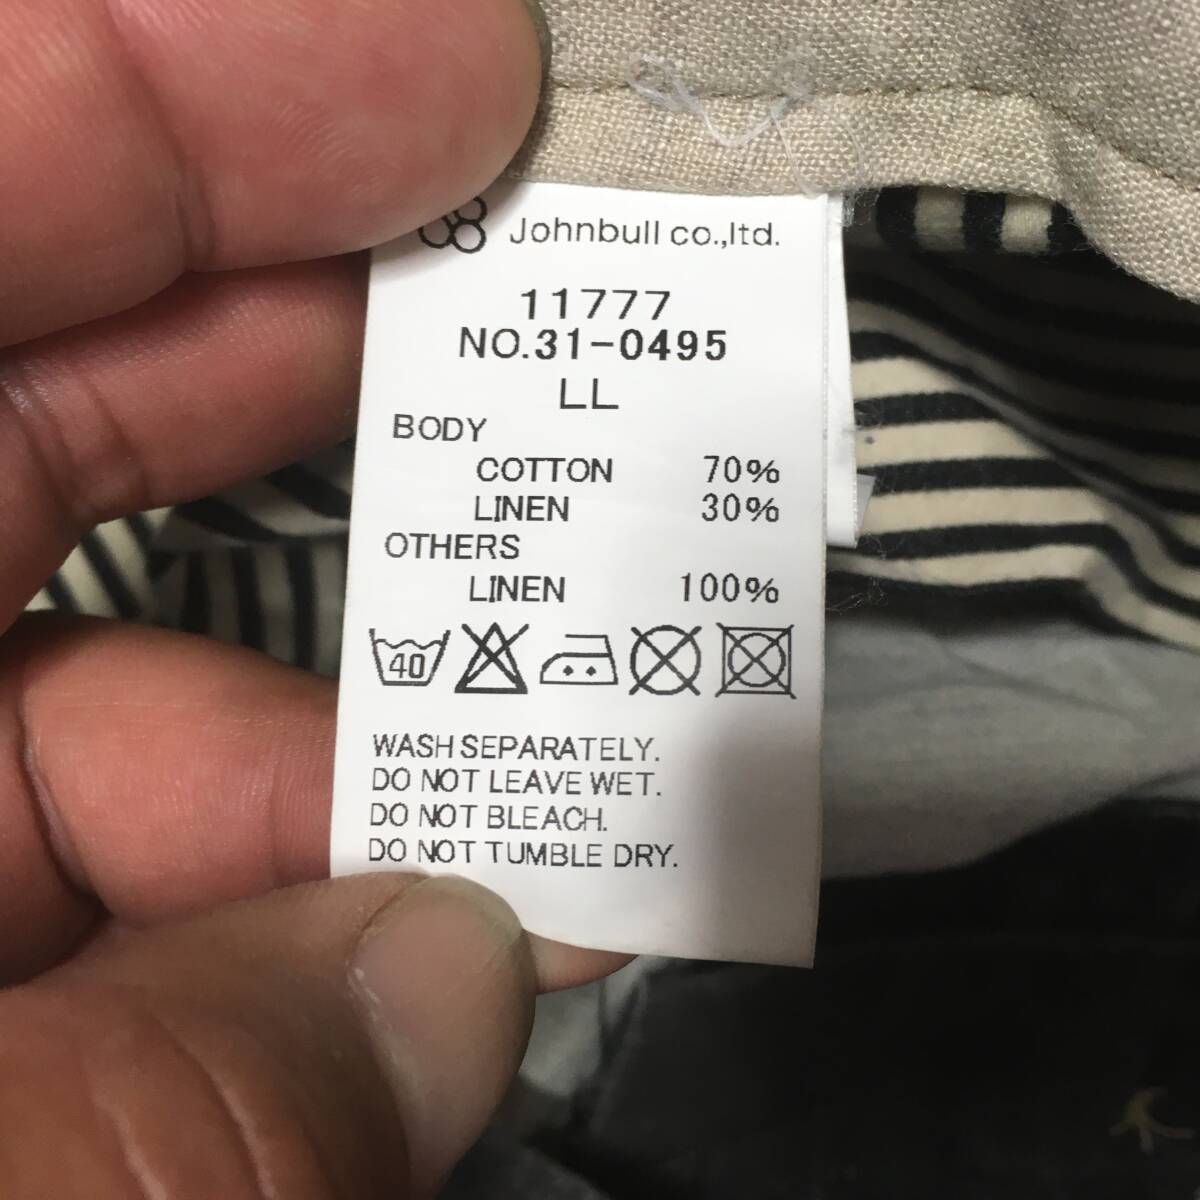 Johnbull co.,ltd.
11777
NO.31-0495
LL
BODY
COTTON 70%
LINEN 30%
OTHERS
LINEN 100%
40
WASH SEPARATELY.
DO NOT LEAVE WET.
DO NOT BLEACH.
DO NOT TUMBLE DRY.